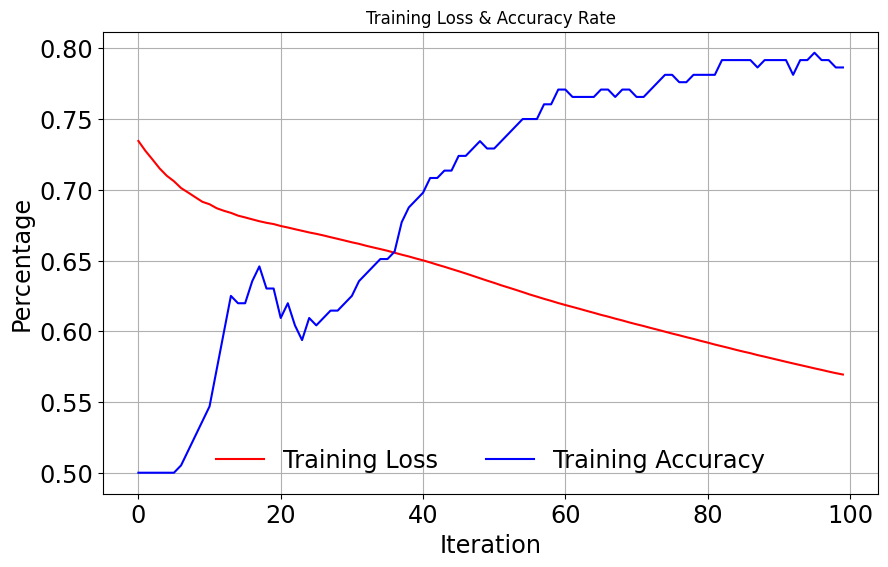 Training Loss & Accuracy Rate
0.80
0.75
0.70
0.65
0.60
0.55
0.50
Percentage
Training Loss Training Accuracy
0 20 40 60 80 100
Iteration